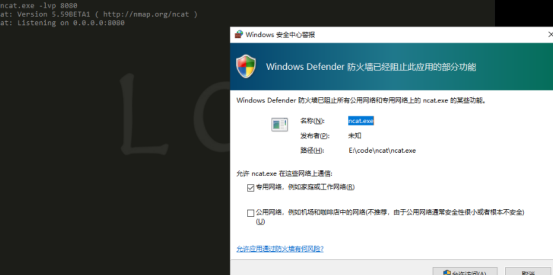 ncat.exe -lvp 8080
at: Version 5.59BETA1 ( http://nmap.org/ncat )
at: Listening on 0.0.0.0:8080
Windows 安全中心警报
Windows Defender 防火墙已经阻止此应用的部分功能
Windows Defender 防火墙已阻止所有公用网络和专用网络上的 ncat.exe 的某些功能。
名称(N): ncat.exe
发布者(P): 未知
路径(H): E:\code\ncat\ncat.exe
允许 ncat.exe 在这些网络上通信:
专用网络，例如家庭或工作网络(R)
公用网络，例如机场和咖啡店中的网络(不推荐，由于公用网络通常安全性很小或者根本不安全)
(U)
允许应用通过防火墙有何风险?
允许访问(A)
取消